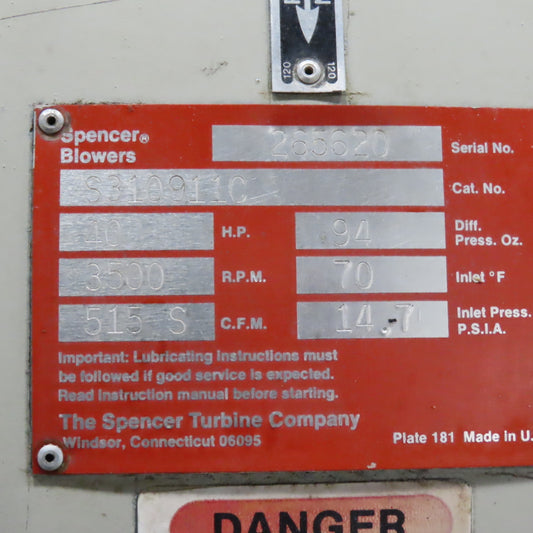 120 120
Spencer® 265620 Serial No.
Blowers
S310911C Cat. No.
H.P. 94 Diff. Press. Oz.
3500 R.P.M. 70 Inlet °F
515 S C.F.M. 14.7 Inlet Press. P.S.I.A.
Important: Lubricating instructions must
be followed if good service is expected.
Read instruction manual before starting.
The Spencer Turbine Company
Windsor, Connecticut 06095
Plate 181 Made in U.
DANGER